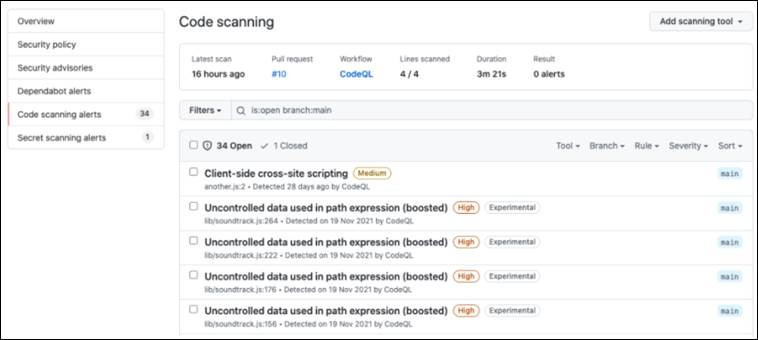 Overview
Security policy
Security advisories
Dependabot alerts
Code scanning alerts 34
Secret scanning alerts 1
Code scanning
Add scanning tool
Latest scan Pull request Workflow Lines scanned Duration Result
16 hours ago #10 CodeQL 4 / 4 3m 21s 0 alerts
Filters is:open branch:main
34 Open 1 Closed Tool Branch Rule Severity Sort
Client-side cross-site scripting Medium main
another.js:2 • Detected 28 days ago by CodeQL
Uncontrolled data used in path expression (boosted) High Experimental main
lib/soundtrack.js:264 • Detected on 19 Nov 2021 by CodeQL
Uncontrolled data used in path expression (boosted) High Experimental main
lib/soundtrack.js:222 • Detected on 19 Nov 2021 by CodeQL
Uncontrolled data used in path expression (boosted) High Experimental main
lib/soundtrack.js:176 • Detected on 19 Nov 2021 by CodeQL
Uncontrolled data used in path expression (boosted) High Experimental main
lib/soundtrack.js:156 • Detected on 19 Nov 2021 by CodeQL